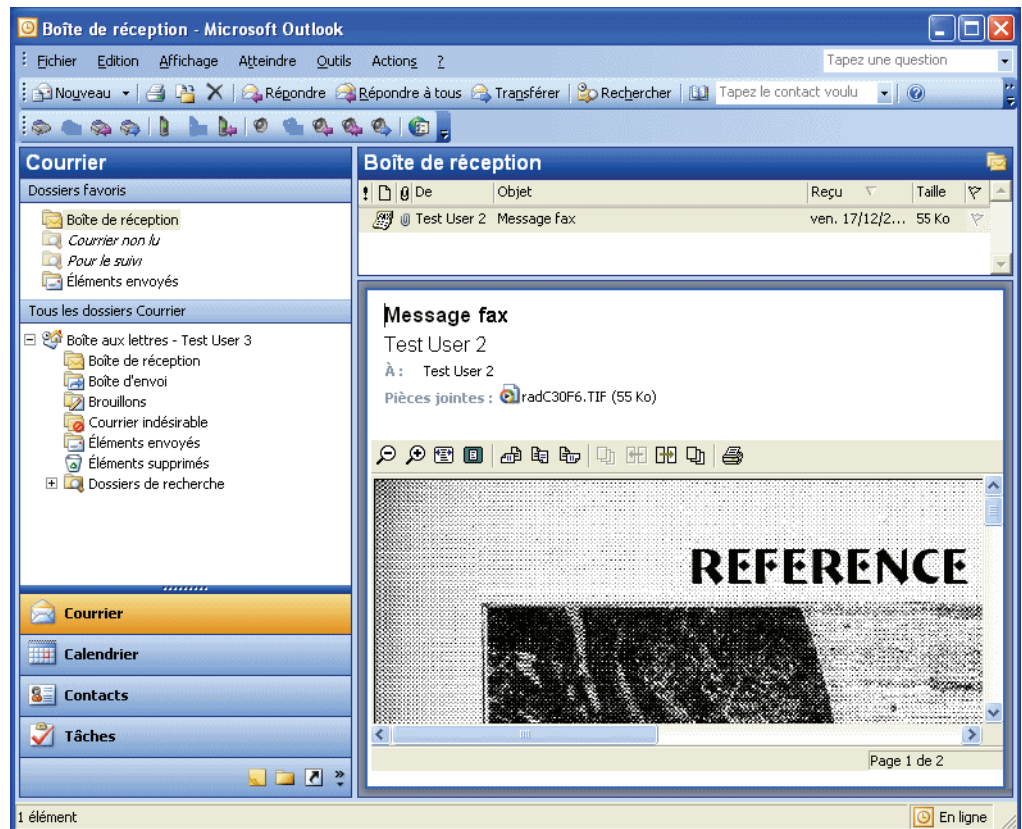 Boîte de réception - Microsoft Outlook
Fichier Edition Affichage Atteindre Outils Actions ? Tapez une question
Nouveau Répondre Répondre à tous Transférer Rechercher Tapez le contact voulu
Courrier
Dossiers favoris
Boîte de réception
Courrier non lu
Pour le suivi
Éléments envoyés
Tous les dossiers Courrier
Boîte aux lettres - Test User 3
Boîte de réception
Boîte d'envoi
Brouillons
Courrier indésirable
Éléments envoyés
Éléments supprimés
Dossiers de recherche
Courrier
Calendrier
Contacts
Tâches
Boîte de réception
! De Objet Reçu Taille
Test User 2 Message fax ven. 17/12/2... 55 Ko
Message fax
Test User 2
À : Test User 2
Pièces jointes : radC30F6.TIF (55 Ko)
REFERENCE
Page 1 de 2
1 élément En ligne